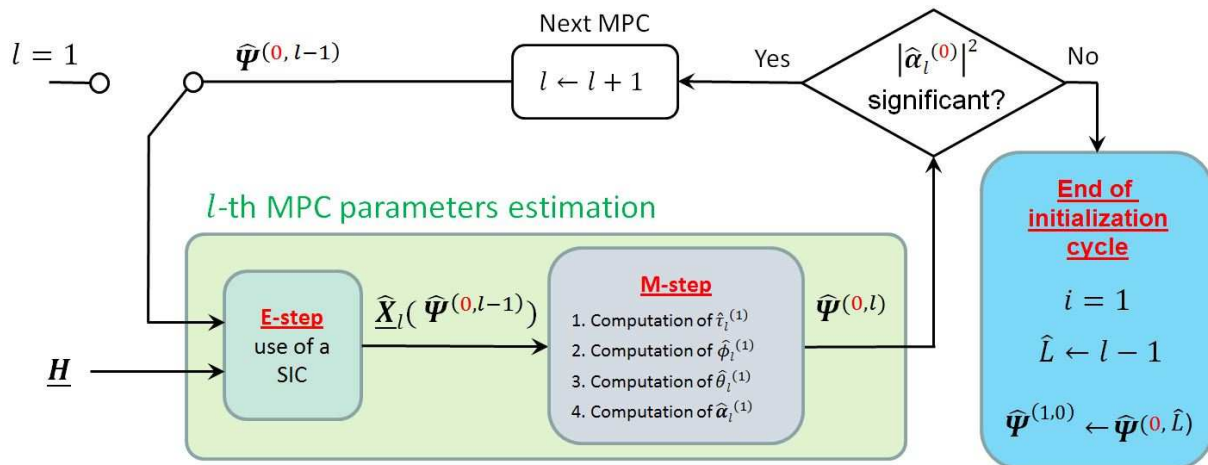 l = 1
Ψ̂^(0, l−1)
Next MPC
l ← l + 1
Yes
|α̂_l^(0)|^2
significant?
No
l-th MPC parameters estimation
H
E-step
use of a
SIC
X̂_l( Ψ̂^(0,l−1))
M-step
1. Computation of τ̂_l^(1)
2. Computation of ϕ̂_l^(1)
3. Computation of θ̂_l^(1)
4. Computation of α̂_l^(1)
Ψ̂^(0,l)
End of
initialization
cycle
i = 1
L̂ ← l − 1
Ψ̂^(1,0) ← Ψ̂^(0, L̂)